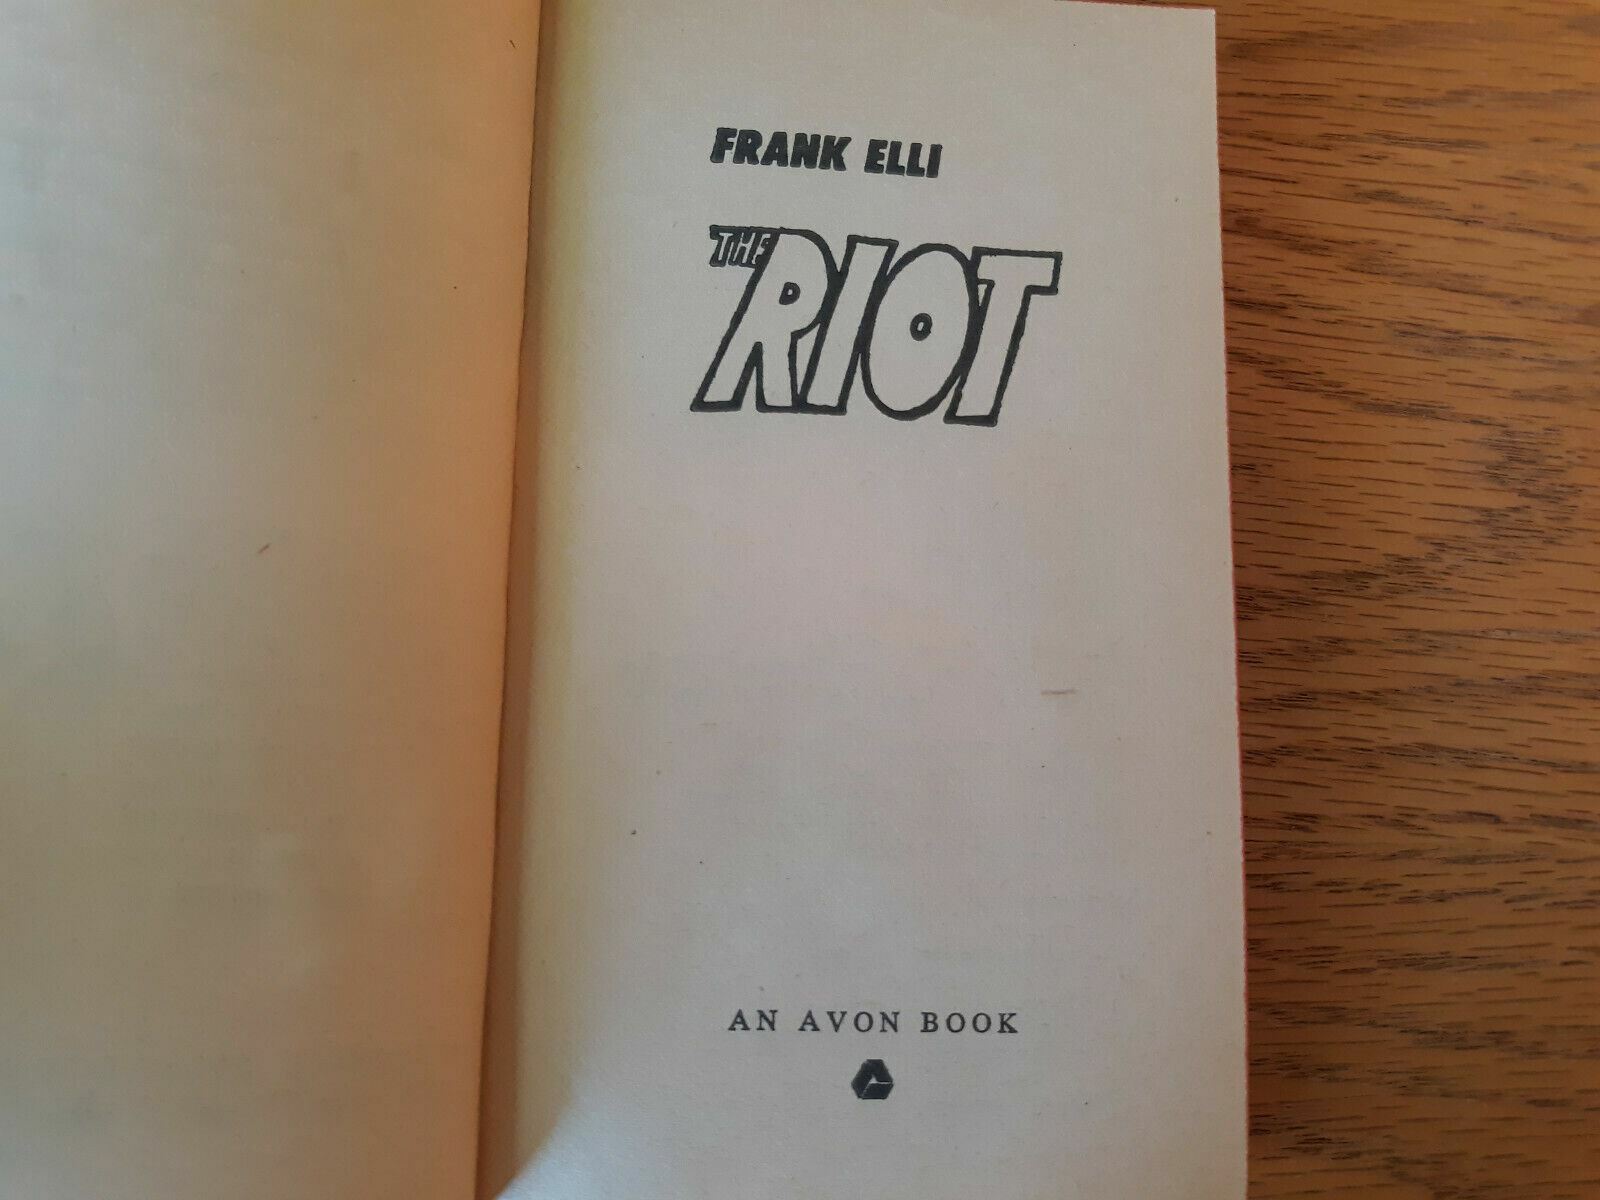 FRANK ELLI
THE RIOT
AN AVON BOOK